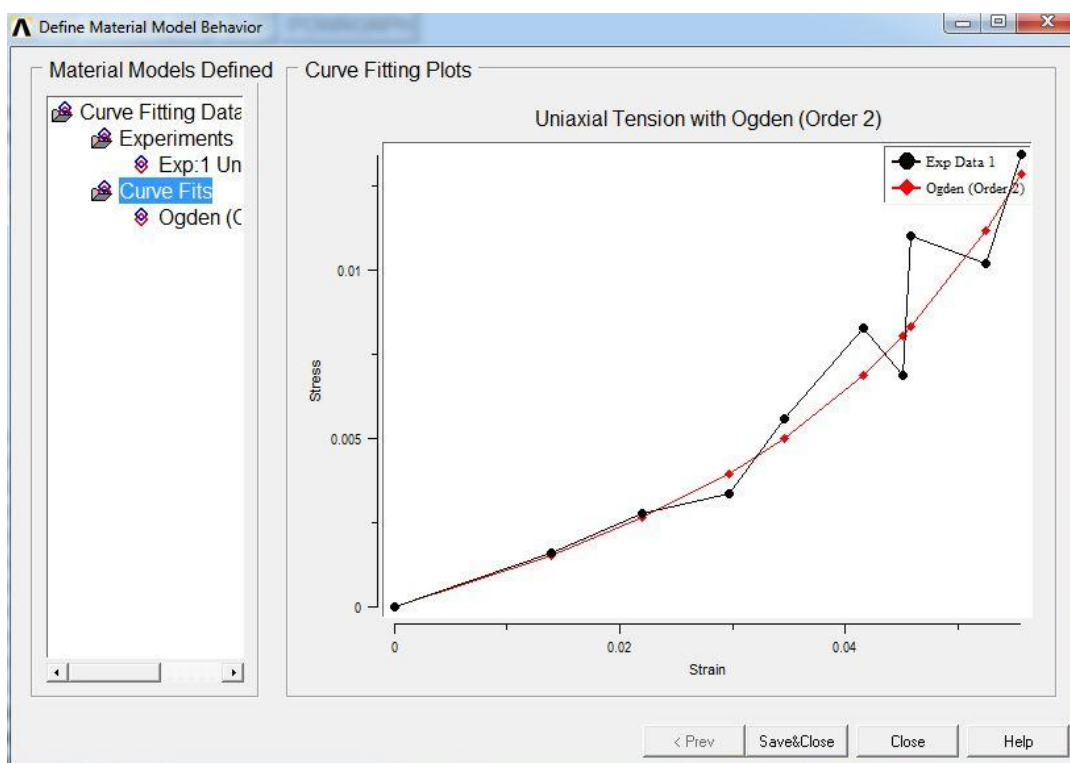 Define Material Model Behavior
Material Models Defined
Curve Fitting Data
Experiments
Exp:1 Un
Curve Fits
Ogden (C
Curve Fitting Plots
Uniaxial Tension with Ogden (Order 2)
Exp Data 1
Ogden (Order 2)
Stress
0.01
0.005
0
0 0.02 0.04
Strain
< Prev Save&Close Close Help